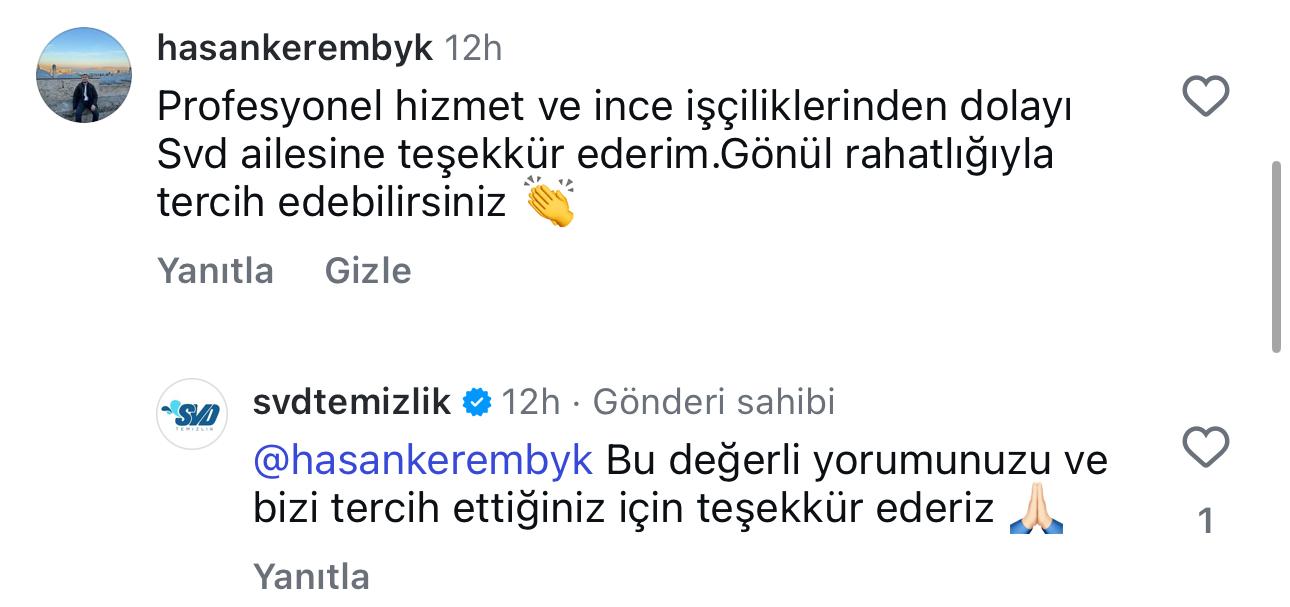 hasankerembyk 12h
Profesyonel hizmet ve ince işçiliklerinden dolayı
Svd ailesine teşekkür ederim.Gönül rahatlığıyla
tercih edebilirsiniz 👏
Yanıtla Gizle
SVD
TEMİZLİK
svdtemizlik 12h · Gönderi sahibi
@hasankerembyk Bu değerli yorumunuzu ve
bizi tercih ettiğiniz için teşekkür ederiz 🙏🏻
1
Yanıtla